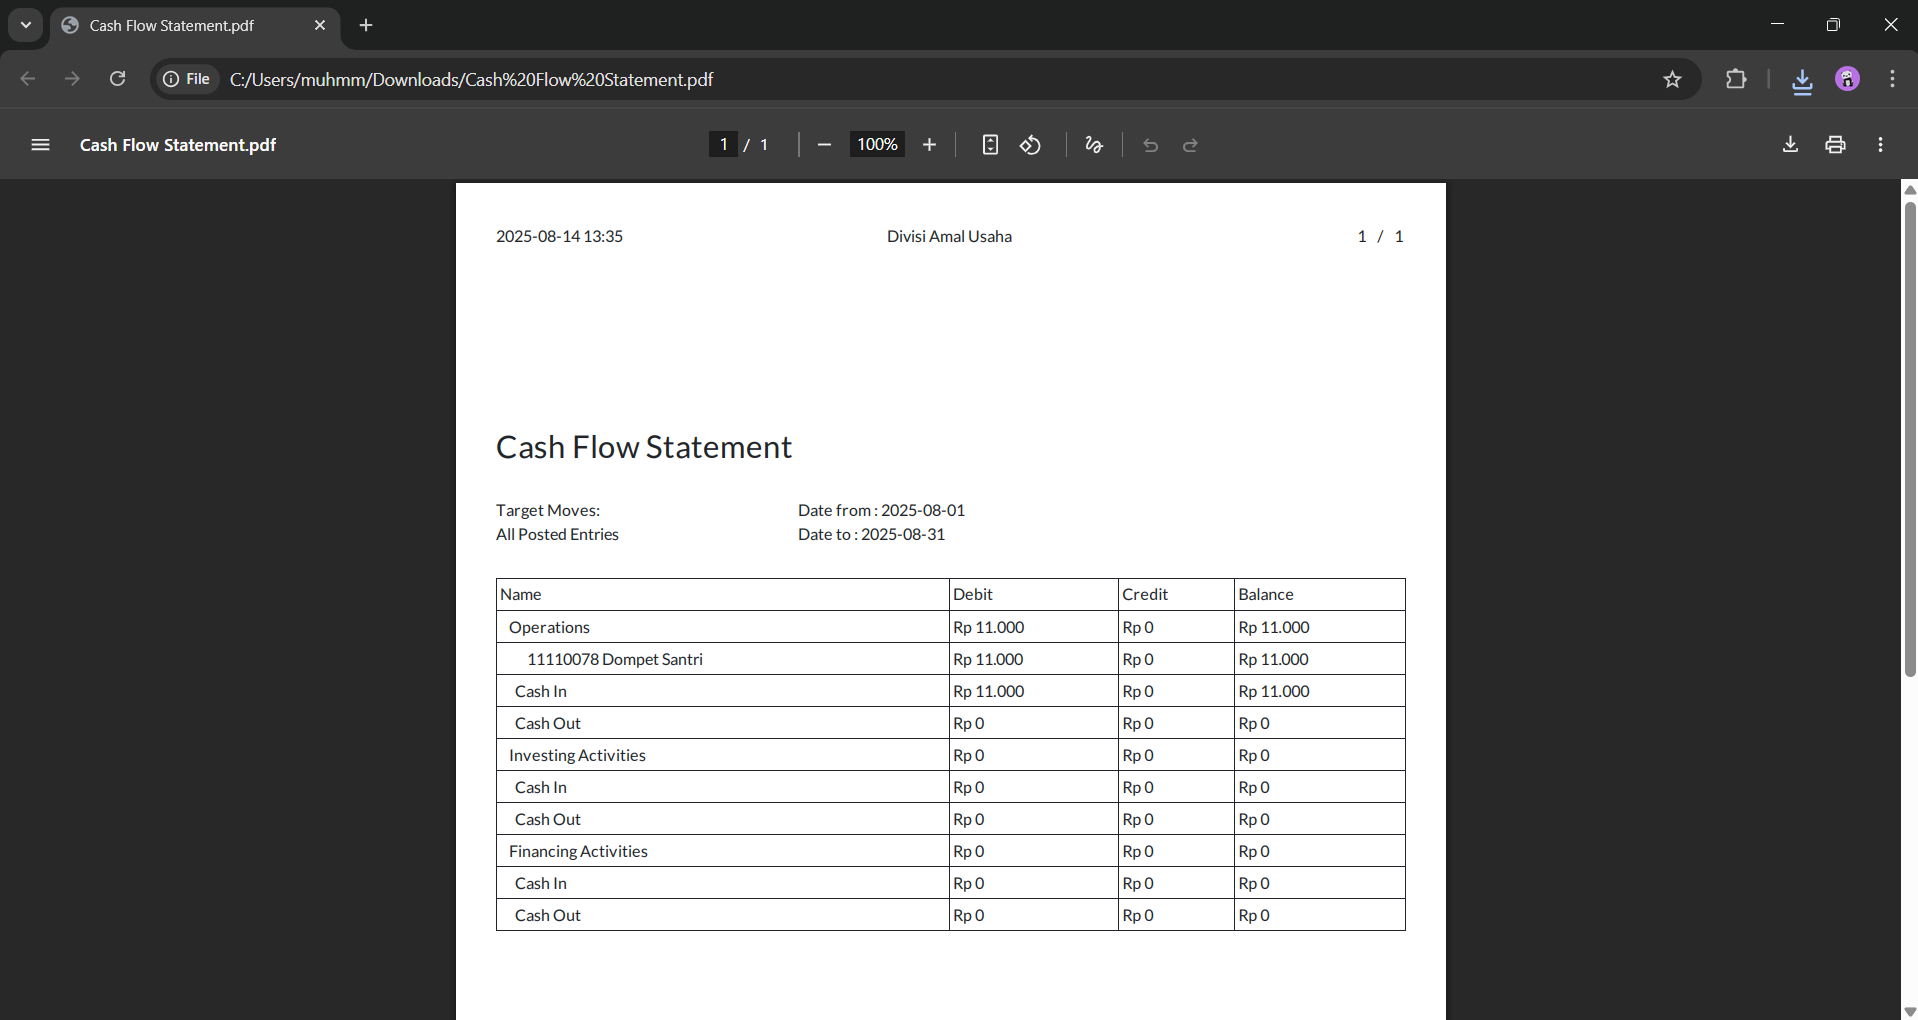 Cash Flow Statement.pdf
File C:/Users/muhmm/Downloads/Cash%20Flow%20Statement.pdf
Cash Flow Statement.pdf 1 / 1 100%
2025-08-14 13:35 Divisi Amal Usaha 1 / 1
Cash Flow Statement
Target Moves: Date from : 2025-08-01
All Posted Entries Date to : 2025-08-31
Name Debit Credit Balance
Operations Rp 11.000 Rp 0 Rp 11.000
11110078 Dompet Santri Rp 11.000 Rp 0 Rp 11.000
Cash In Rp 11.000 Rp 0 Rp 11.000
Cash Out Rp 0 Rp 0 Rp 0
Investing Activities Rp 0 Rp 0 Rp 0
Cash In Rp 0 Rp 0 Rp 0
Cash Out Rp 0 Rp 0 Rp 0
Financing Activities Rp 0 Rp 0 Rp 0
Cash In Rp 0 Rp 0 Rp 0
Cash Out Rp 0 Rp 0 Rp 0